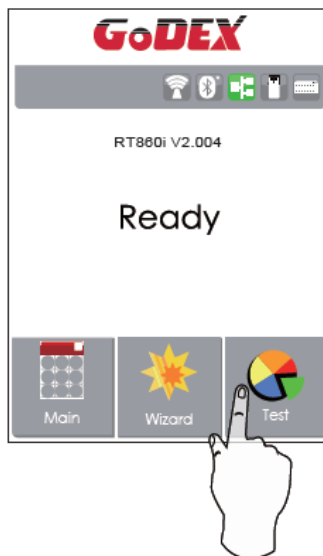 GoDEX
RT860i V2.004
Ready
Main
Wizard
Test